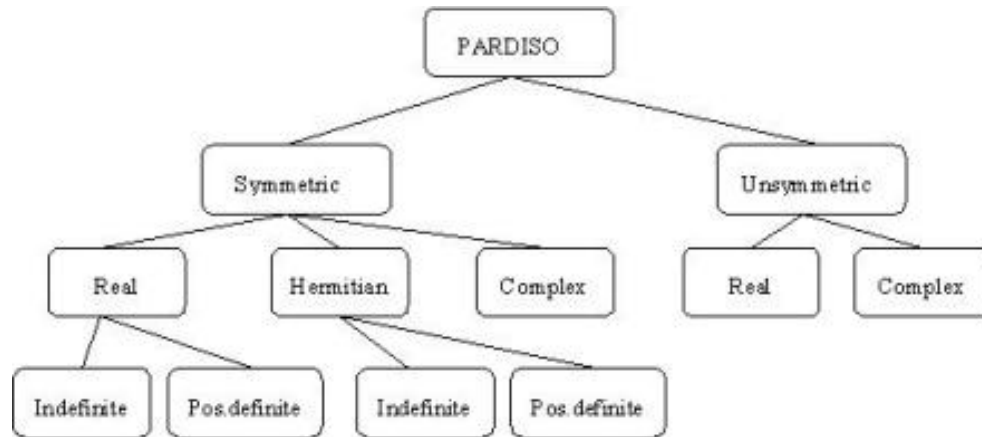 PARDISO
Symmetric
Unsymmetric
Real
Hermitian
Complex
Real
Complex
Indefinite
Pos.definite
Indefinite
Pos.definite